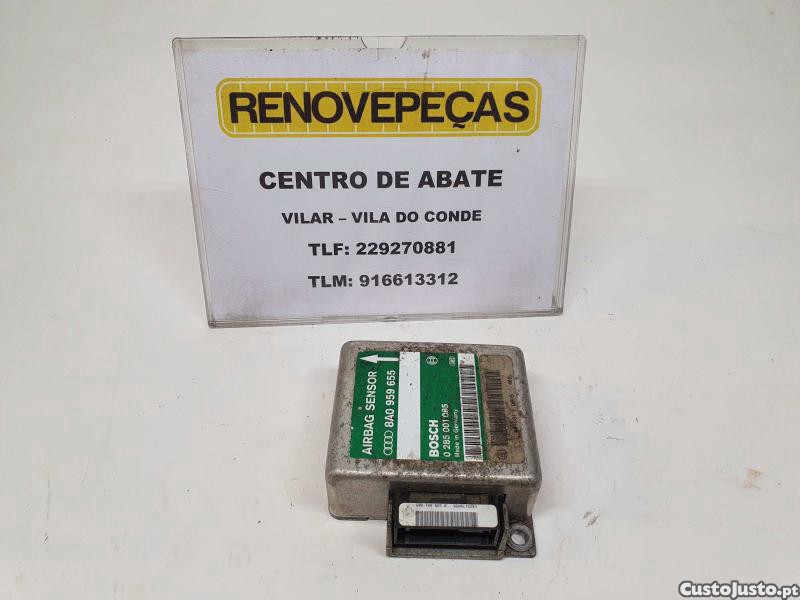 RENOVEPEÇAS
CENTRO DE ABATE
VILAR – VILA DO CONDE
TLF: 229270881
TLM: 916613312
AIRBAG SENSOR
8A0 959 655
BOSCH
0 285 001 085
Made in Germany
CustoJusto.pt